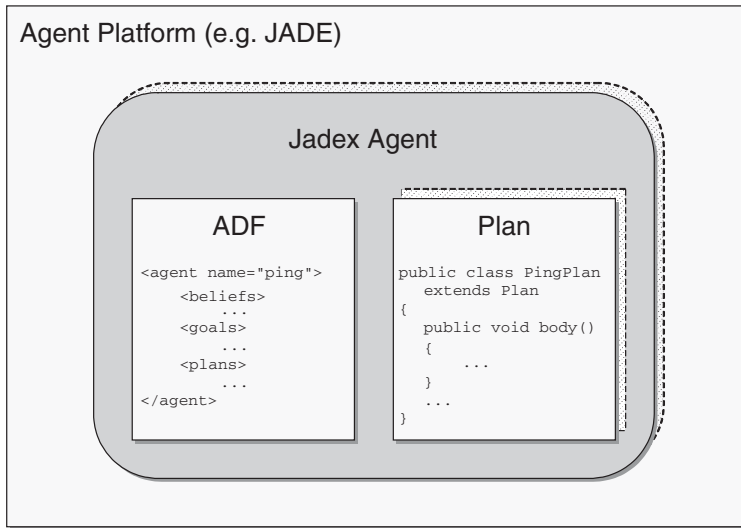 Agent Platform (e.g. JADE)
Jadex Agent
ADF
<agent name="ping">
<beliefs>
...
<goals>
...
<plans>
...
</agent>
Plan
public class PingPlan
extends Plan
{
public void body()
{
...
}
...
}